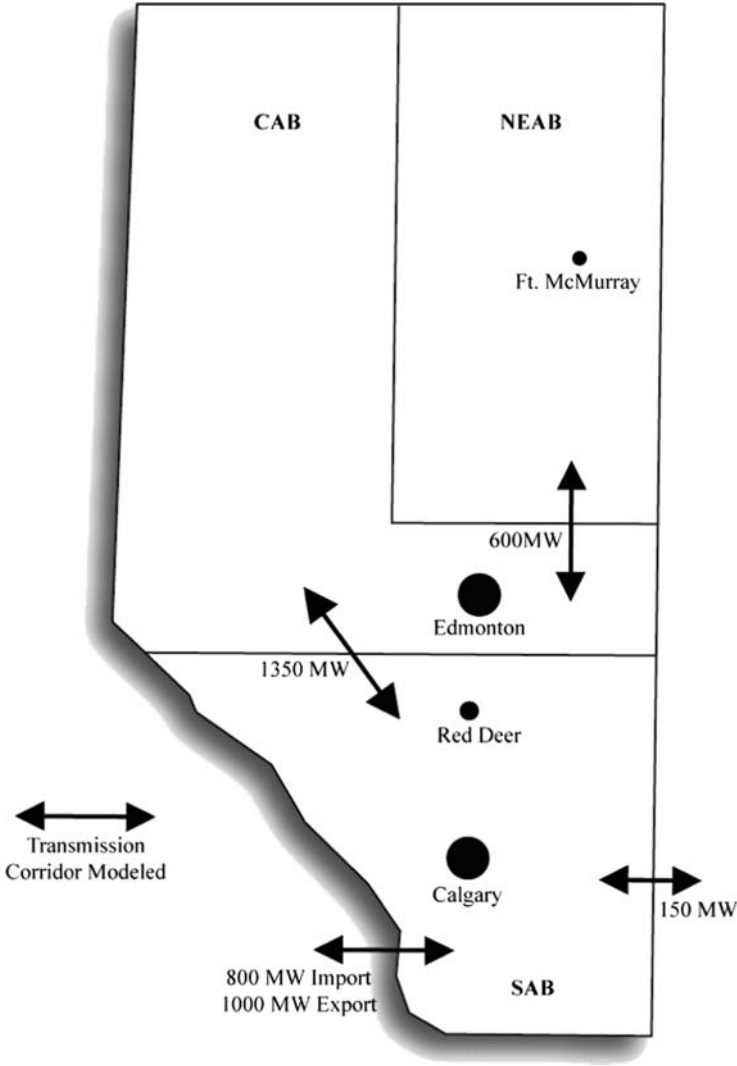 CAB
NEAB
Ft. McMurray
600MW
Edmonton
1350 MW
Red Deer
Transmission
Corridor Modeled
Calgary
150 MW
800 MW Import
1000 MW Export
SAB